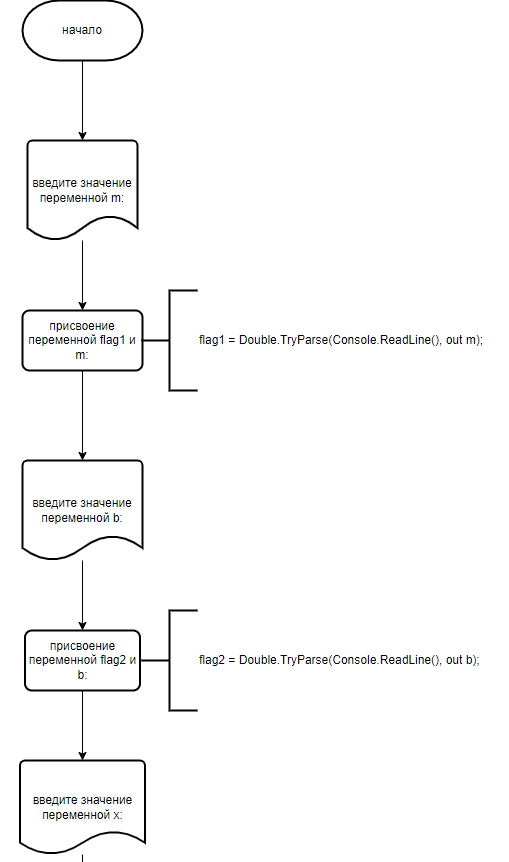 начало
введите значение
переменной m:
присвоение
переменной flag1 и
m:
flag1 = Double.TryParse(Console.ReadLine(), out m);
введите значение
переменной b:
присвоение
переменной flag2 и
b:
flag2 = Double.TryParse(Console.ReadLine(), out b);
введите значение
переменной x: